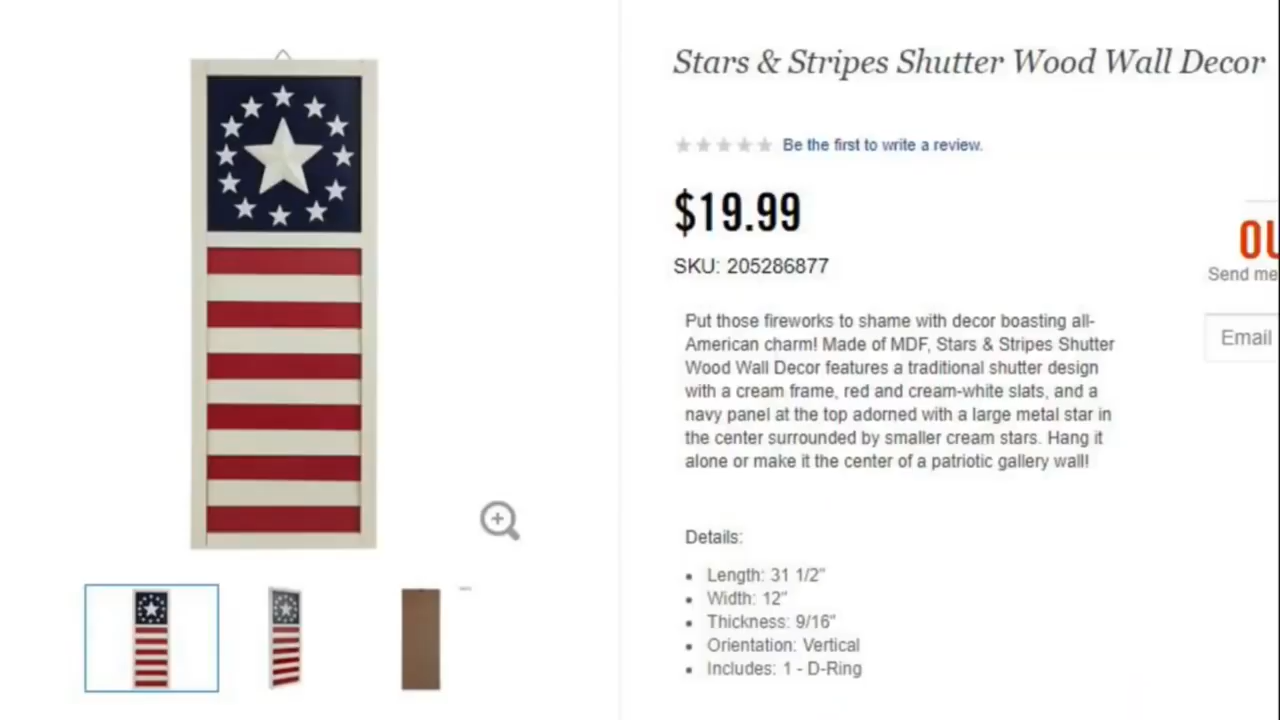 Stars & Stripes Shutter Wood Wall Decor
Be the first to write a review.
$19.99
SKU: 205286877
OU
Send me
Email
Put those fireworks to shame with decor boasting all-
American charm! Made of MDF, Stars & Stripes Shutter
Wood Wall Decor features a traditional shutter design
with a cream frame, red and cream-white slats, and a
navy panel at the top adorned with a large metal star in
the center surrounded by smaller cream stars. Hang it
alone or make it the center of a patriotic gallery wall!
Details:
Length: 31 1/2"
Width: 12"
Thickness: 9/16"
Orientation: Vertical
Includes: 1 - D-Ring